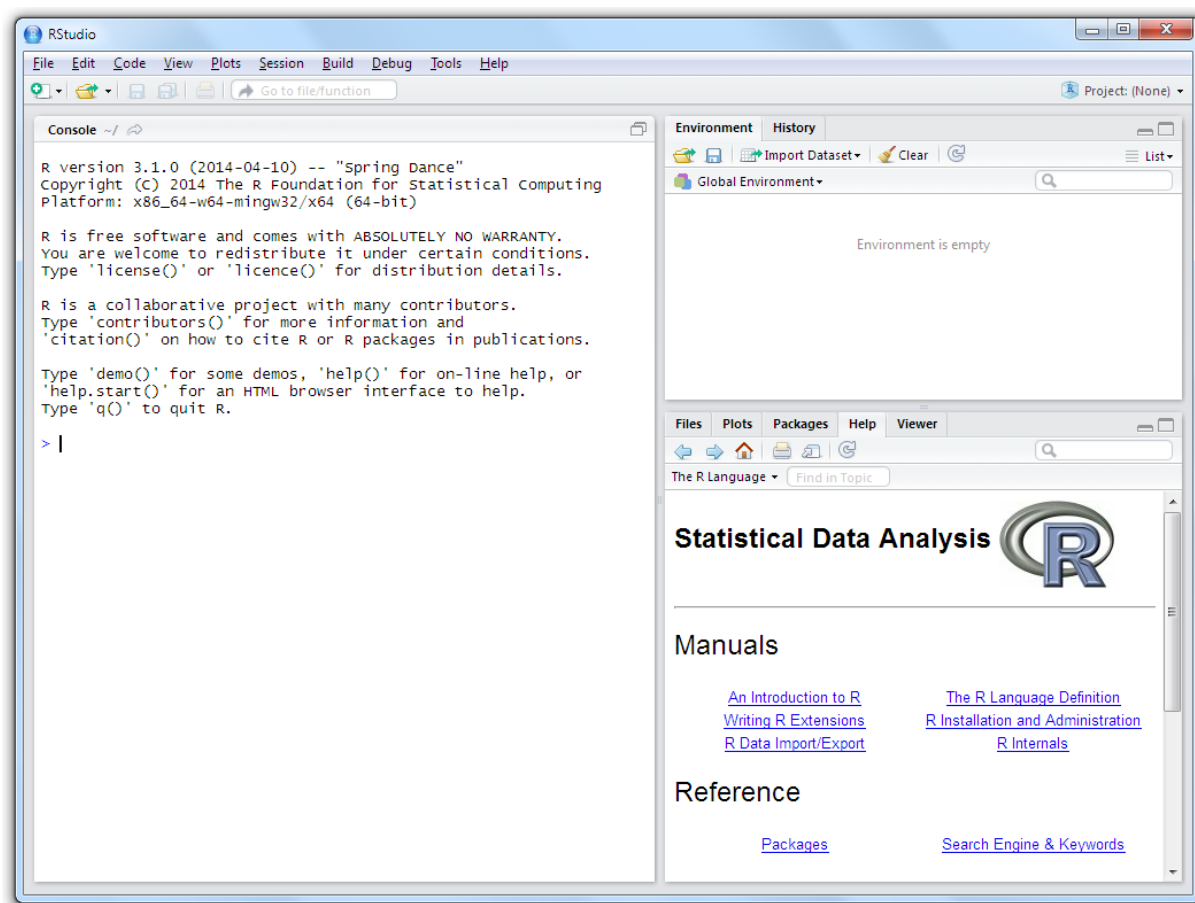 RStudio
File Edit Code View Plots Session Build Debug Tools Help
Go to file/function
Project: (None)
Console ~/
R version 3.1.0 (2014-04-10) -- "Spring Dance"
Copyright (C) 2014 The R Foundation for Statistical Computing
Platform: x86_64-w64-mingw32/x64 (64-bit)
R is free software and comes with ABSOLUTELY NO WARRANTY.
You are welcome to redistribute it under certain conditions.
Type 'license()' or 'licence()' for distribution details.
R is a collaborative project with many contributors.
Type 'contributors()' for more information and
'citation()' on how to cite R or R packages in publications.
Type 'demo()' for some demos, 'help()' for on-line help, or
'help.start()' for an HTML browser interface to help.
Type 'q()' to quit R.
>
Environment History
Import Dataset Clear List
Global Environment
Environment is empty
Files Plots Packages Help Viewer
The R Language Find in Topic
Statistical Data Analysis R
Manuals
An Introduction to R The R Language Definition
Writing R Extensions R Installation and Administration
R Data Import/Export R Internals
Reference
Packages Search Engine & Keywords